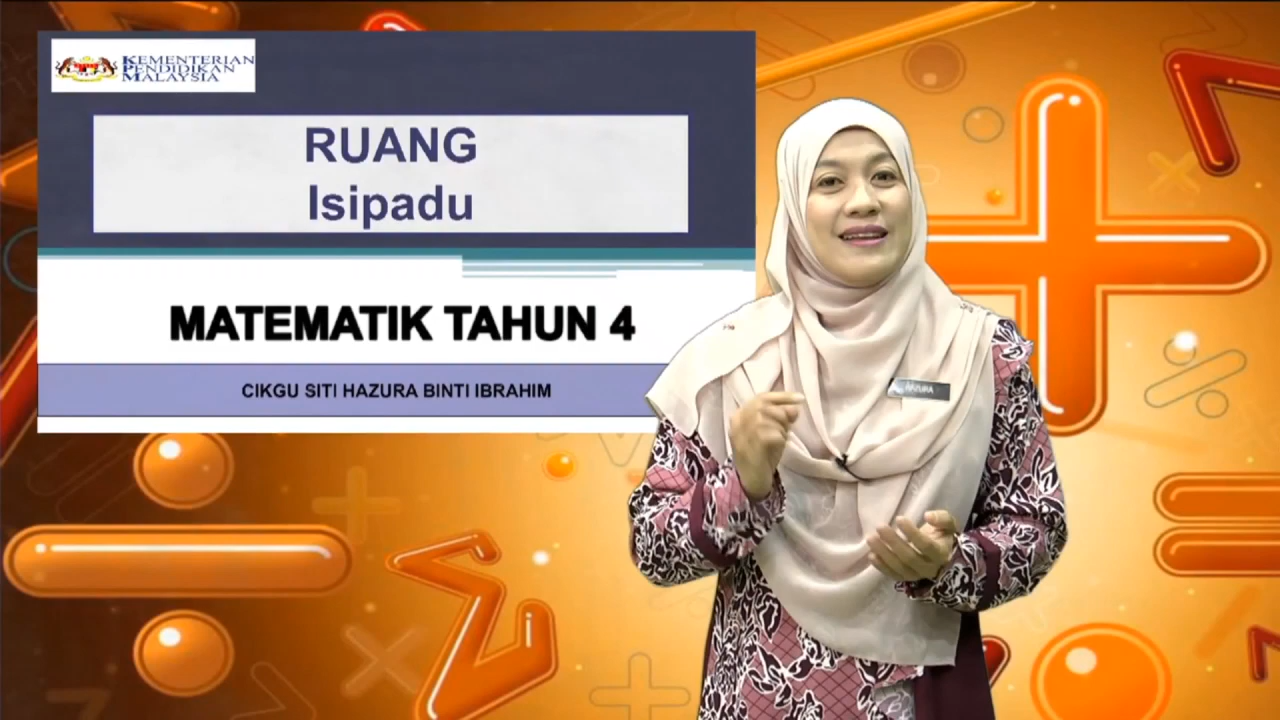 KEMENTERIAN
PENDIDIKAN
MALAYSIA
RUANG
Isipadu
MATEMATIK TAHUN 4
CIKGU SITI HAZURA BINTI IBRAHIM
HAZURA